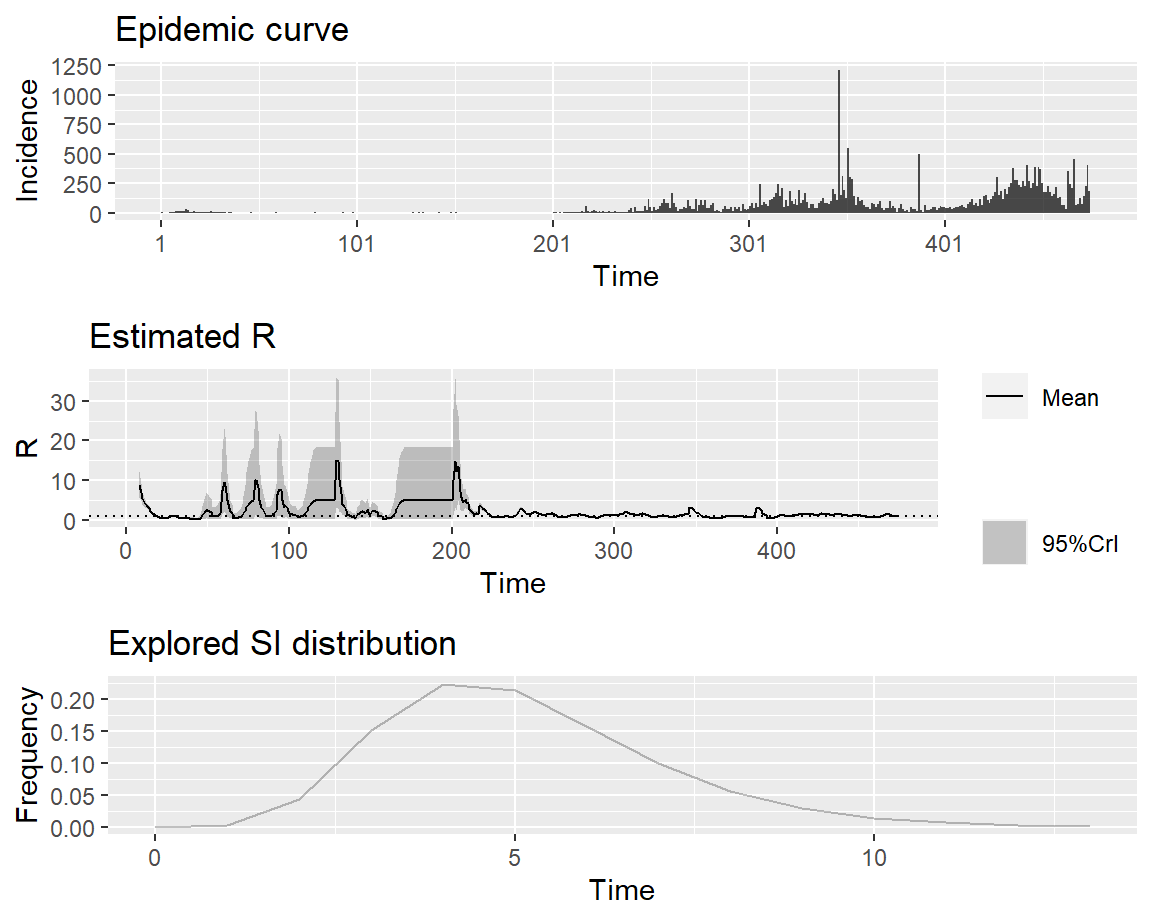 Epidemic curve
1250
1000
750
500
250
0
Incidence
1 101 201 301 401
Time
Estimated R
30
20
10
0
R
0 100 200 300 400
Time
Mean
95%CrI
Explored SI distribution
0.20
0.15
0.10
0.05
0.00
Frequency
0 5 10
Time